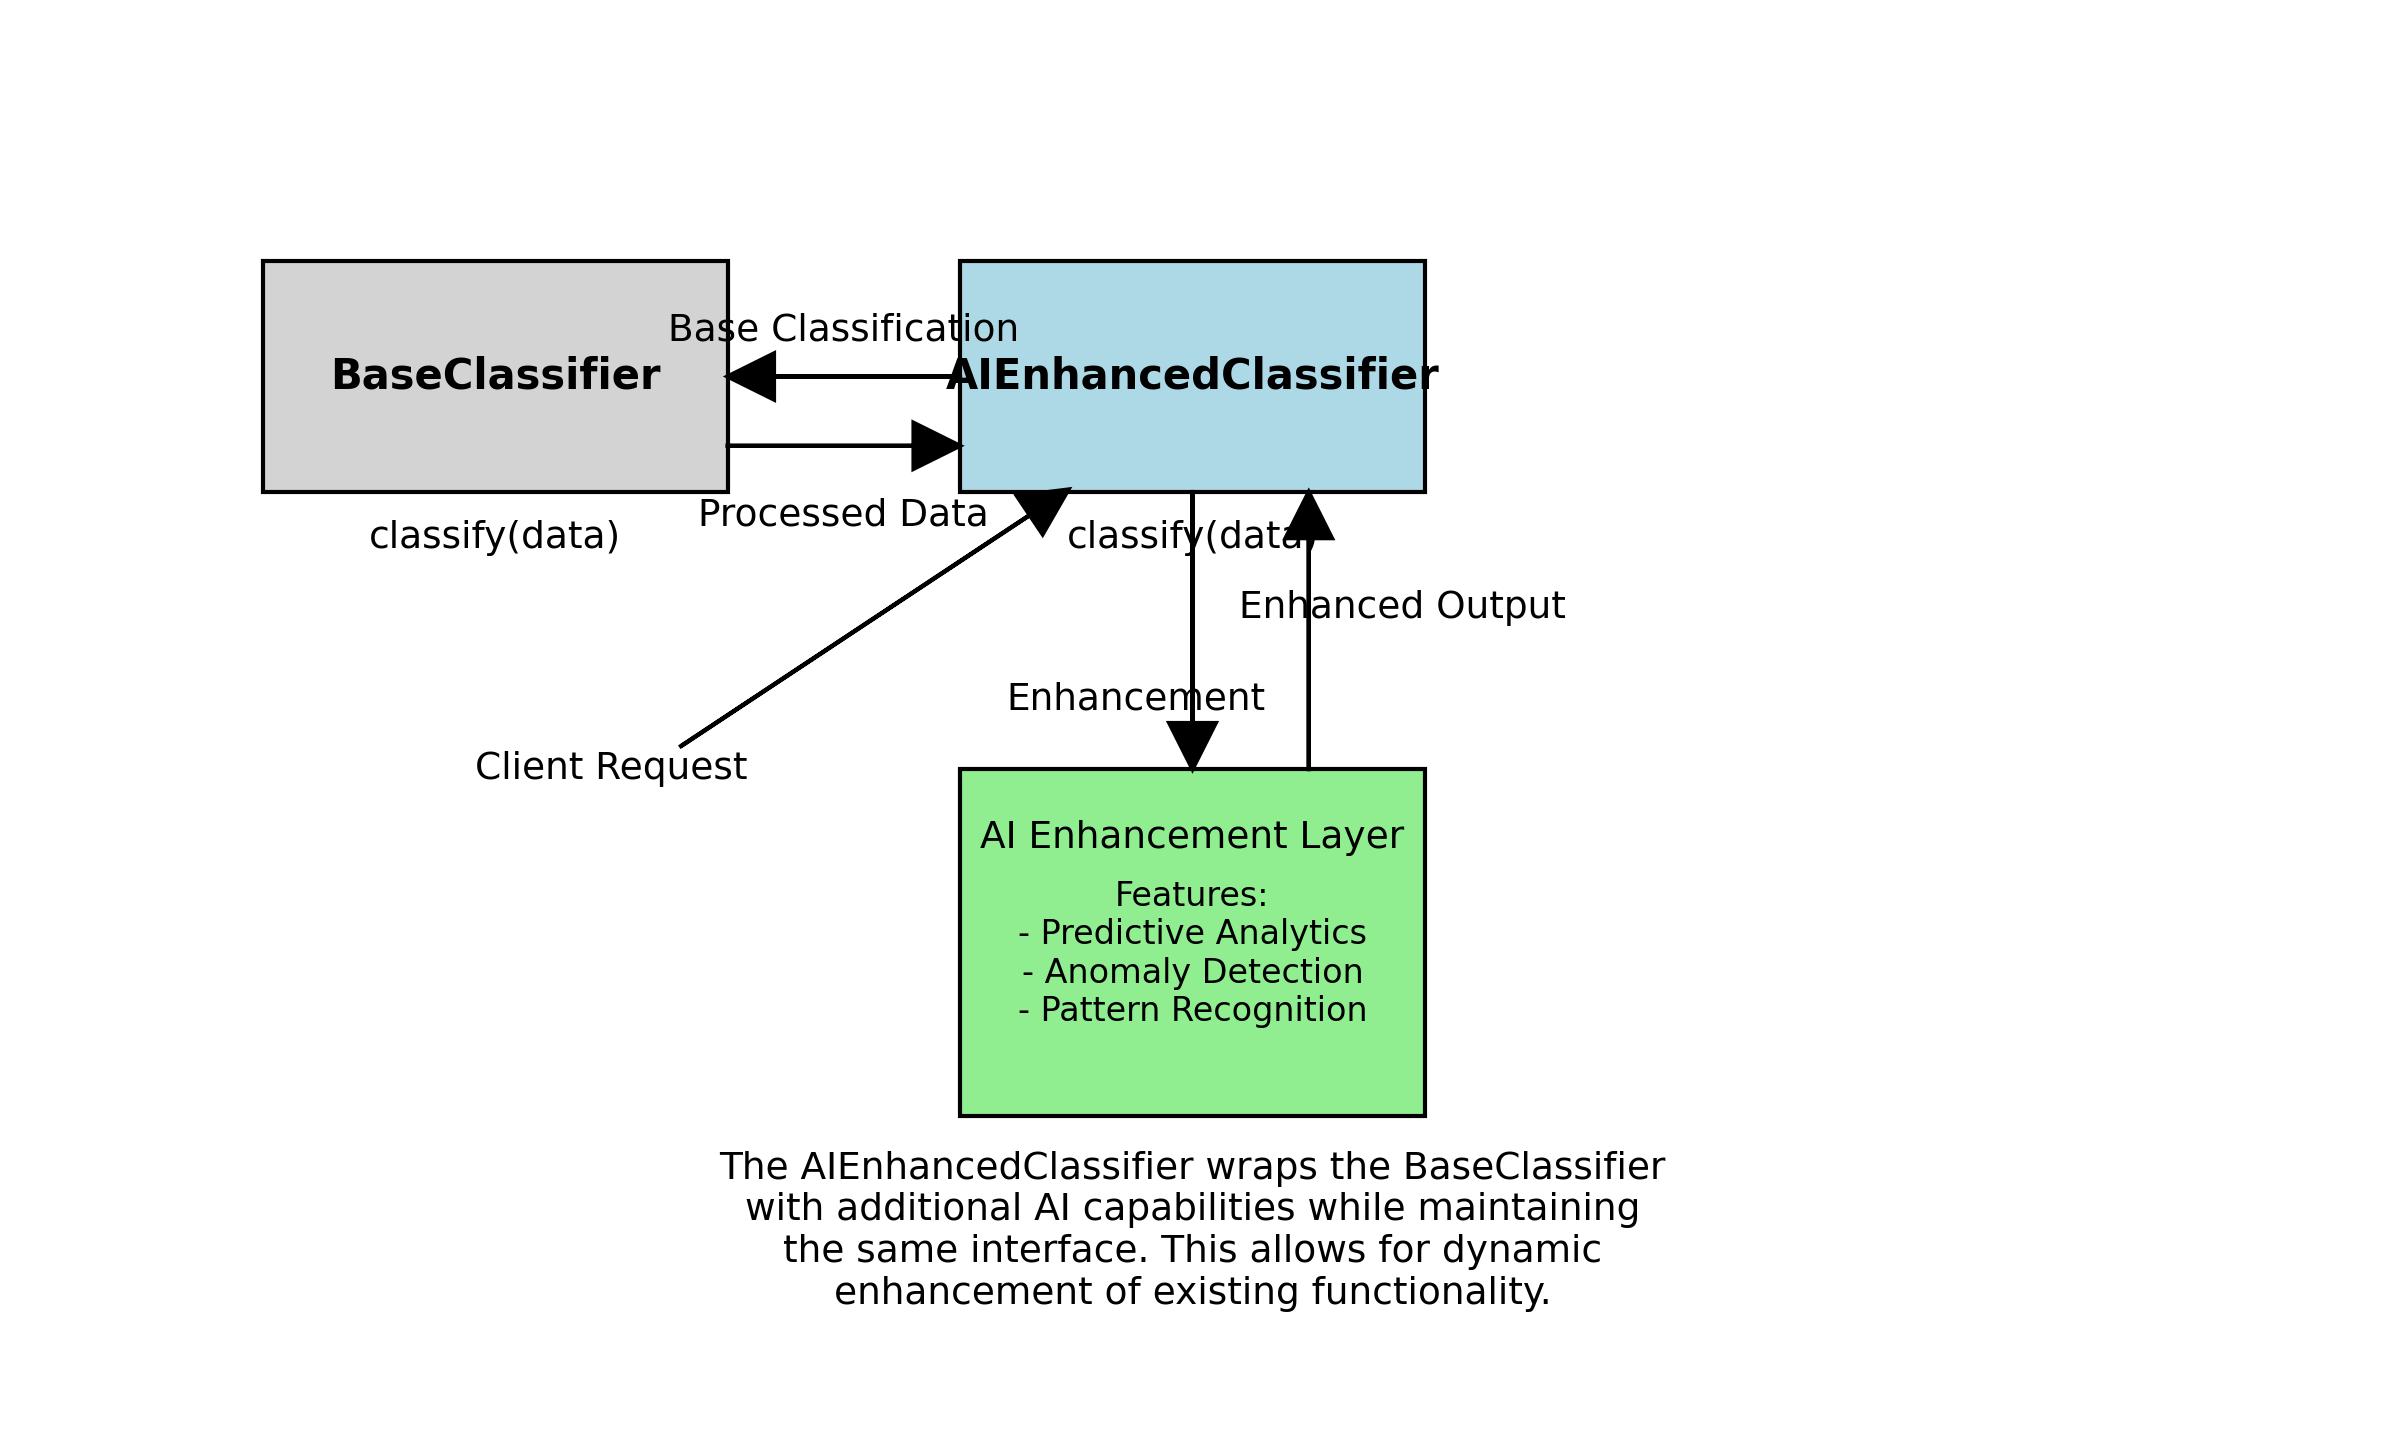 Base Classification
BaseClassifier
AIEnhancedClassifier
Processed Data
classify(data)
classify(data)
Enhanced Output
Enhancement
Client Request
AI Enhancement Layer
Features:
- Predictive Analytics
- Anomaly Detection
- Pattern Recognition
The AIEnhancedClassifier wraps the BaseClassifier
with additional AI capabilities while maintaining
the same interface. This allows for dynamic
enhancement of existing functionality.